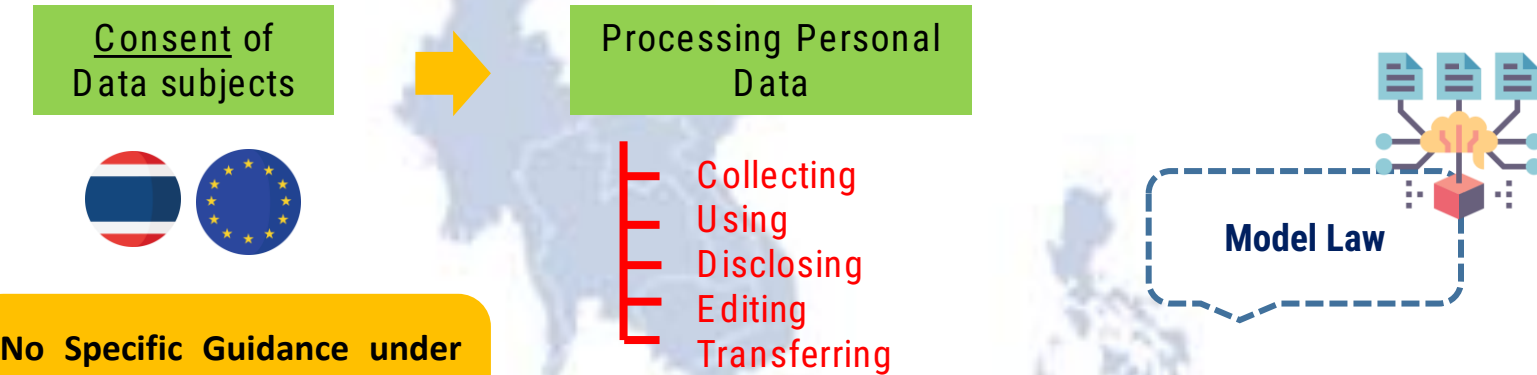 Consent of
Data subjects
Processing Personal
Data
Collecting
Using
Disclosing
Editing
Transferring
Model Law
No Specific Guidance under